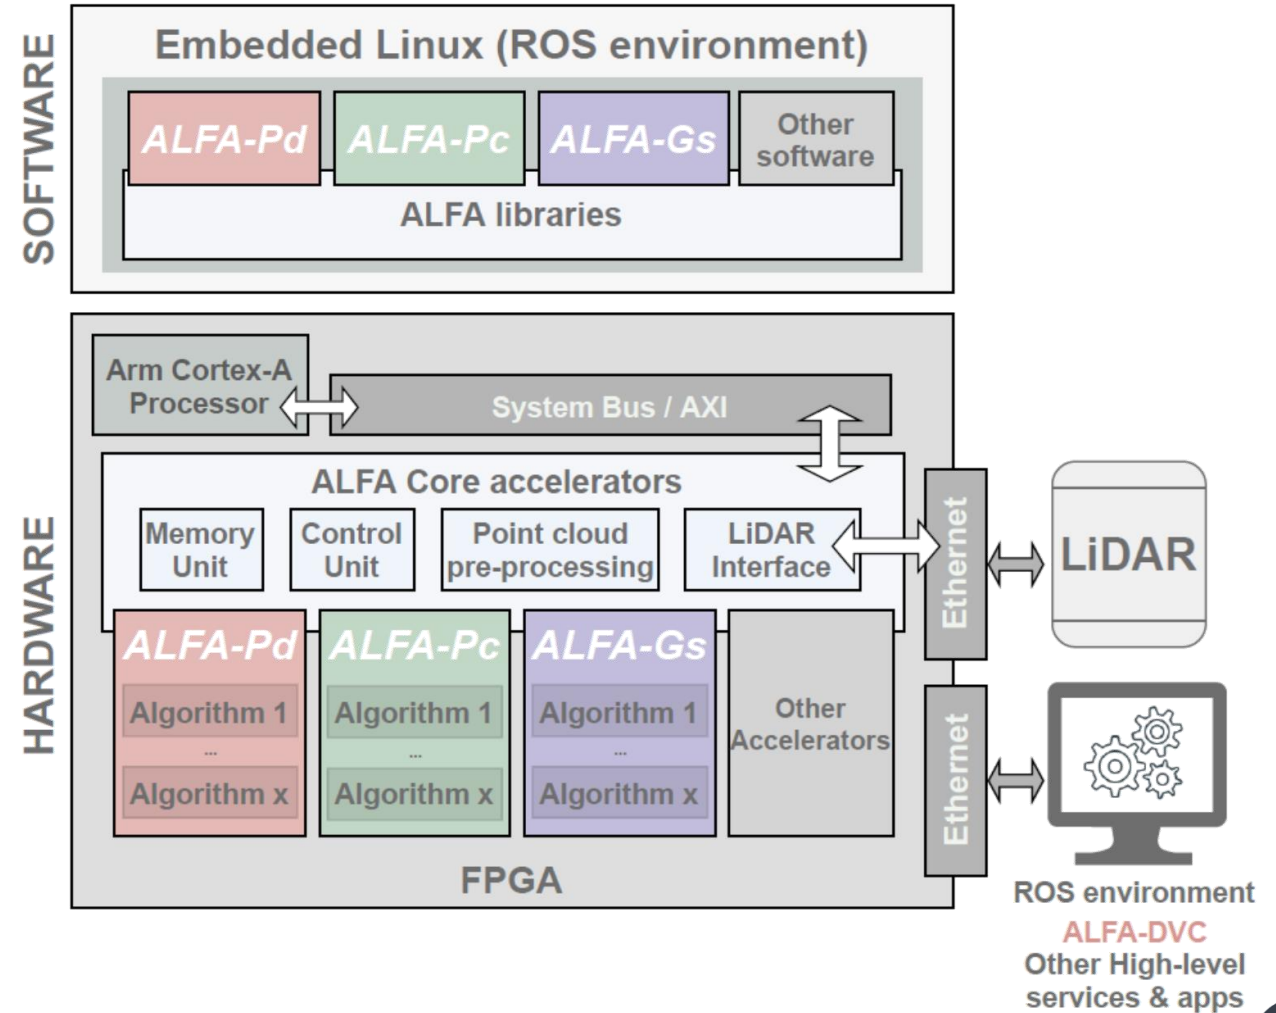 SOFTWARE
Embedded Linux (ROS environment)
ALFA-Pd
ALFA-Pc
ALFA-Gs
Other
software
ALFA libraries
HARDWARE
Arm Cortex-A
Processor
System Bus / AXI
ALFA Core accelerators
Memory
Unit
Control
Unit
Point cloud
pre-processing
LiDAR
Interface
Ethernet
LiDAR
ALFA-Pd
Algorithm 1
...
Algorithm x
ALFA-Pc
Algorithm 1
...
Algorithm x
ALFA-Gs
Algorithm 1
...
Algorithm x
Other
Accelerators
Ethernet
FPGA
ROS environment
ALFA-DVC
Other High-level
services & apps